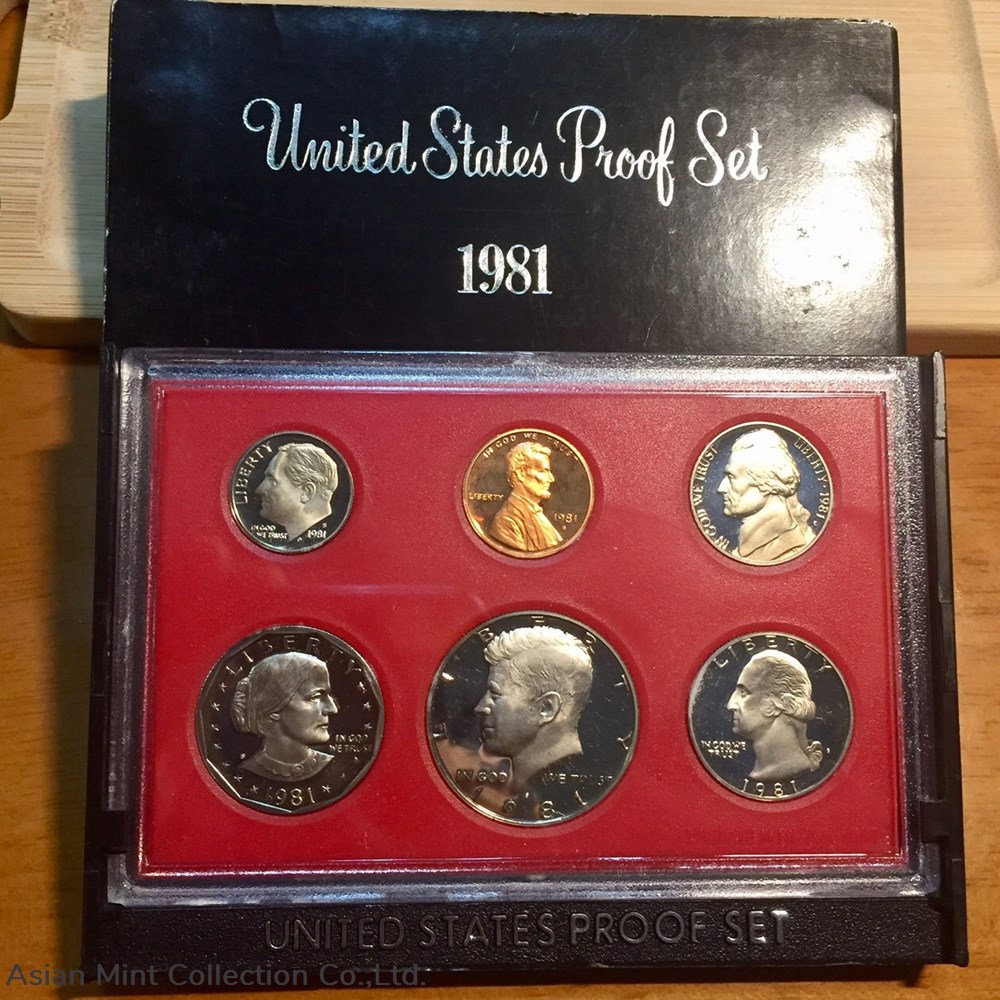 United States Proof Set
1981
LIBERTY
IN GOD
WE TRUST
S
1981
IN GOD WE TRUST
LIBERTY
1981
S
IN GOD WE TRUST
LIBERTY 1981
S
LIBERTY
IN GOD
WE TRUST
1981
LIBERTY
IN GOD WE TRUST
1981
LIBERTY
IN GOD WE
TRUST
S
1981
UNITED STATES PROOF SET
Asian Mint Collection Co.,Ltd.